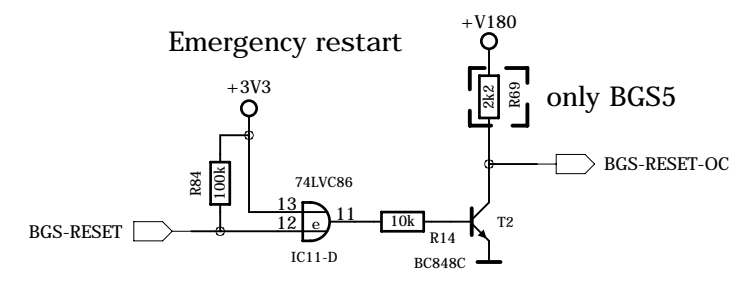 Emergency restart
+V180
+3V3
2k2
R69
only BGS5
R84
100k
74LVC86
13
12
11
e
IC11-D
BGS-RESET
10k
R14
T2
BC848C
BGS-RESET-OC